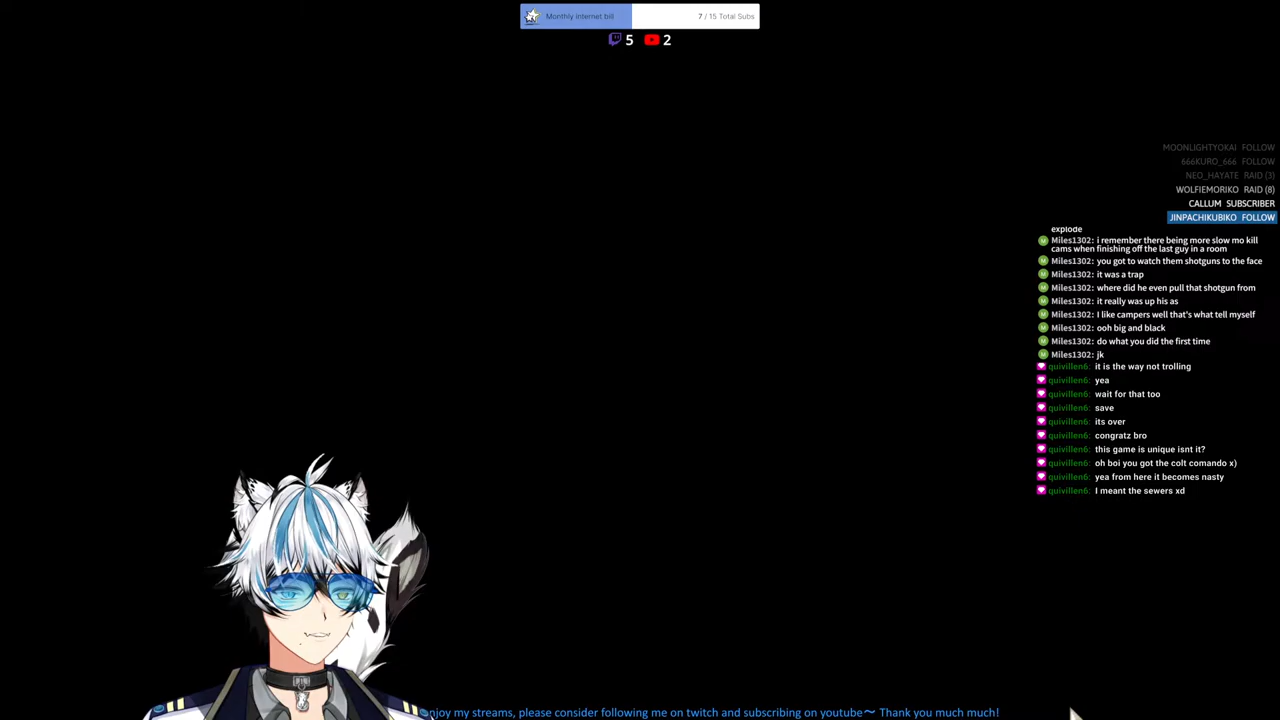 Monthly internet bill 7 / 15 Total Subs
5 2
MOONLIGHTYOKAI FOLLOW
666KURO_666 FOLLOW
NEO_HAYATE RAID (3)
WOLFIEMORIKO RAID (8)
CALLUM SUBSCRIBER
JINPACHIKUBIKO FOLLOW
explode
Miles1302: i remember there being more slow mo kill
cams when finishing off the last guy in a room
Miles1302: you got to watch them shotguns to the face
Miles1302: it was a trap
Miles1302: where did he even pull that shotgun from
Miles1302: it really was up his as
Miles1302: I like campers well that's what tell myself
Miles1302: ooh big and black
Miles1302: do what you did the first time
Miles1302: jk
quivillen6: it is the way not trolling
quivillen6: yea
quivillen6: wait for that too
quivillen6: save
quivillen6: its over
quivillen6: congratz bro
quivillen6: this game is unique isnt it?
quivillen6: oh boi you got the colt comando x)
quivillen6: yea from here it becomes nasty
quivillen6: I meant the sewers xd
njoy my streams, please consider following me on twitch and subscribing on youtube～ Thank you much much!